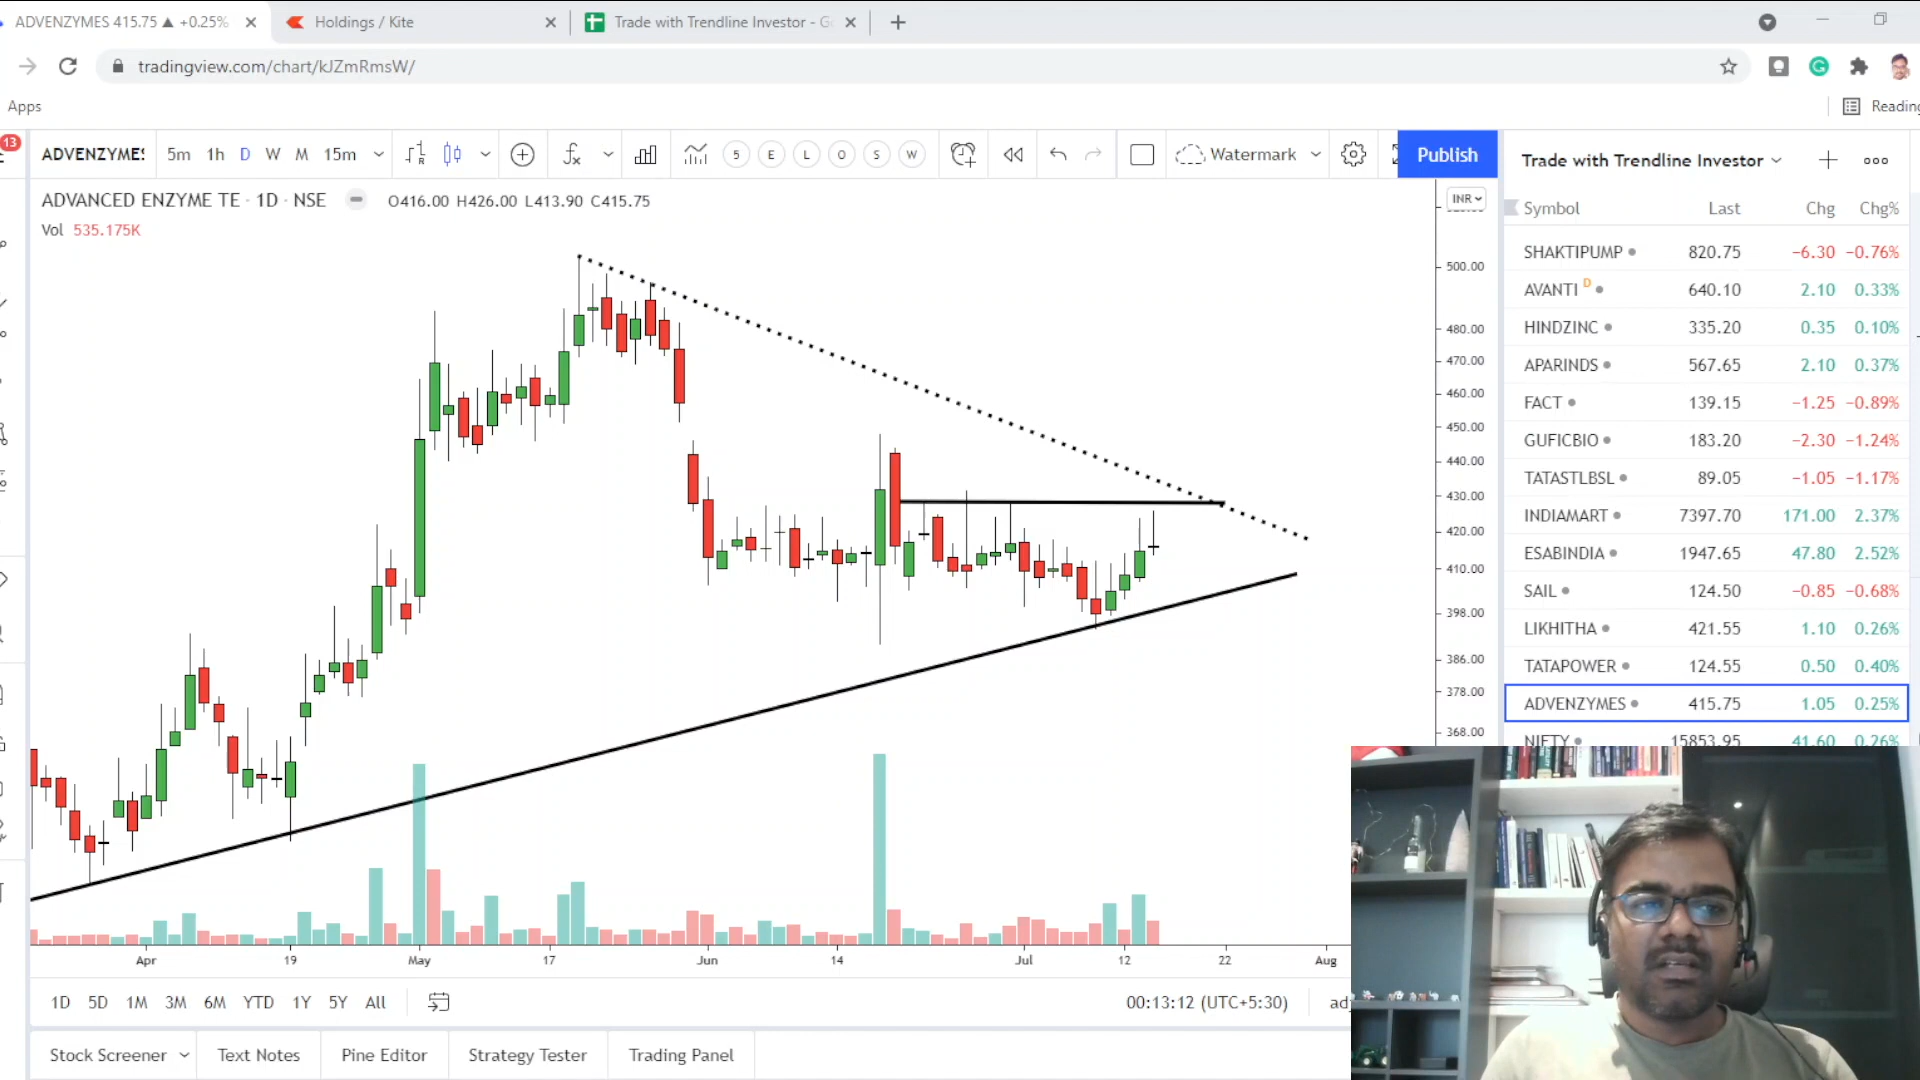 ADVENZYMES 415.75 ▲ +0.25%
Holdings / Kite
Trade with Trendline Investor - Go
tradingview.com/chart/kJZmRmsW/
Apps
Reading
13
ADVENZYMES
5m 1h D W M 15m
5 E L O S W
Watermark
Publish
Trade with Trendline Investor
ADVANCED ENZYME TE · 1D · NSE
O416.00 H426.00 L413.90 C415.75
Vol 535.175K
INR
Symbol Last Chg Chg%
SHAKTIPUMP 820.75 −6.30 −0.76%
AVANTI D 640.10 2.10 0.33%
HINDZINC 335.20 0.35 0.10%
APARINDS 567.65 2.10 0.37%
FACT 139.15 −1.25 −0.89%
GUFICBIO 183.20 −2.30 −1.24%
TATASTLBSL 89.05 −1.05 −1.17%
INDIAMART 7397.70 171.00 2.37%
ESABINDIA 1947.65 47.80 2.52%
SAIL 124.50 −0.85 −0.68%
LIKHITHA 421.55 1.10 0.26%
TATAPOWER 124.55 0.50 0.40%
ADVENZYMES 415.75 1.05 0.25%
NIFTY 15853.95 41.60 0.26%
500.00
480.00
470.00
460.00
450.00
440.00
430.00
420.00
410.00
398.00
386.00
378.00
368.00
Apr 19 May 17 Jun 14 Jul 12 22 Aug
1D 5D 1M 3M 6M YTD 1Y 5Y All
00:13:12 (UTC+5:30)
Stock Screener
Text Notes
Pine Editor
Strategy Tester
Trading Panel